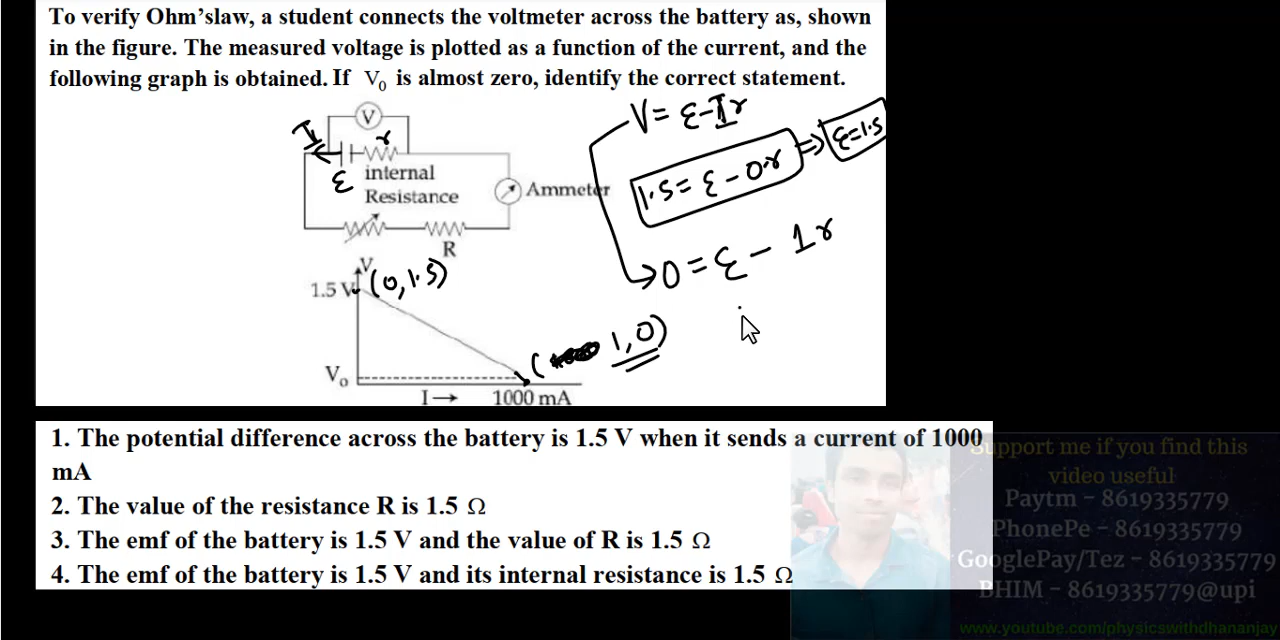 To verify Ohm’slaw, a student connects the voltmeter across the battery as, shown
in the figure. The measured voltage is plotted as a function of the current, and the
following graph is obtained. If V₀ is almost zero, identify the correct statement.
V
I
r
ε
internal
Resistance
Ammeter
R
V = ε - Ir
1.5 = ε - 0.r ⇒ ε = 1.5
0 = ε - 1r
V
1.5 V
(0, 1.5)
( 1, 0)
V₀
I→
1000 mA
1. The potential difference across the battery is 1.5 V when it sends a current of 1000
mA
2. The value of the resistance R is 1.5 Ω
3. The emf of the battery is 1.5 V and the value of R is 1.5 Ω
4. The emf of the battery is 1.5 V and its internal resistance is 1.5 Ω
Support me if you find this
video useful
Paytm - 8619335779
PhonePe - 8619335779
GooglePay/Tez - 8619335779
BHIM - 8619335779@upi
www.youtube.com/physicswithdhananjay